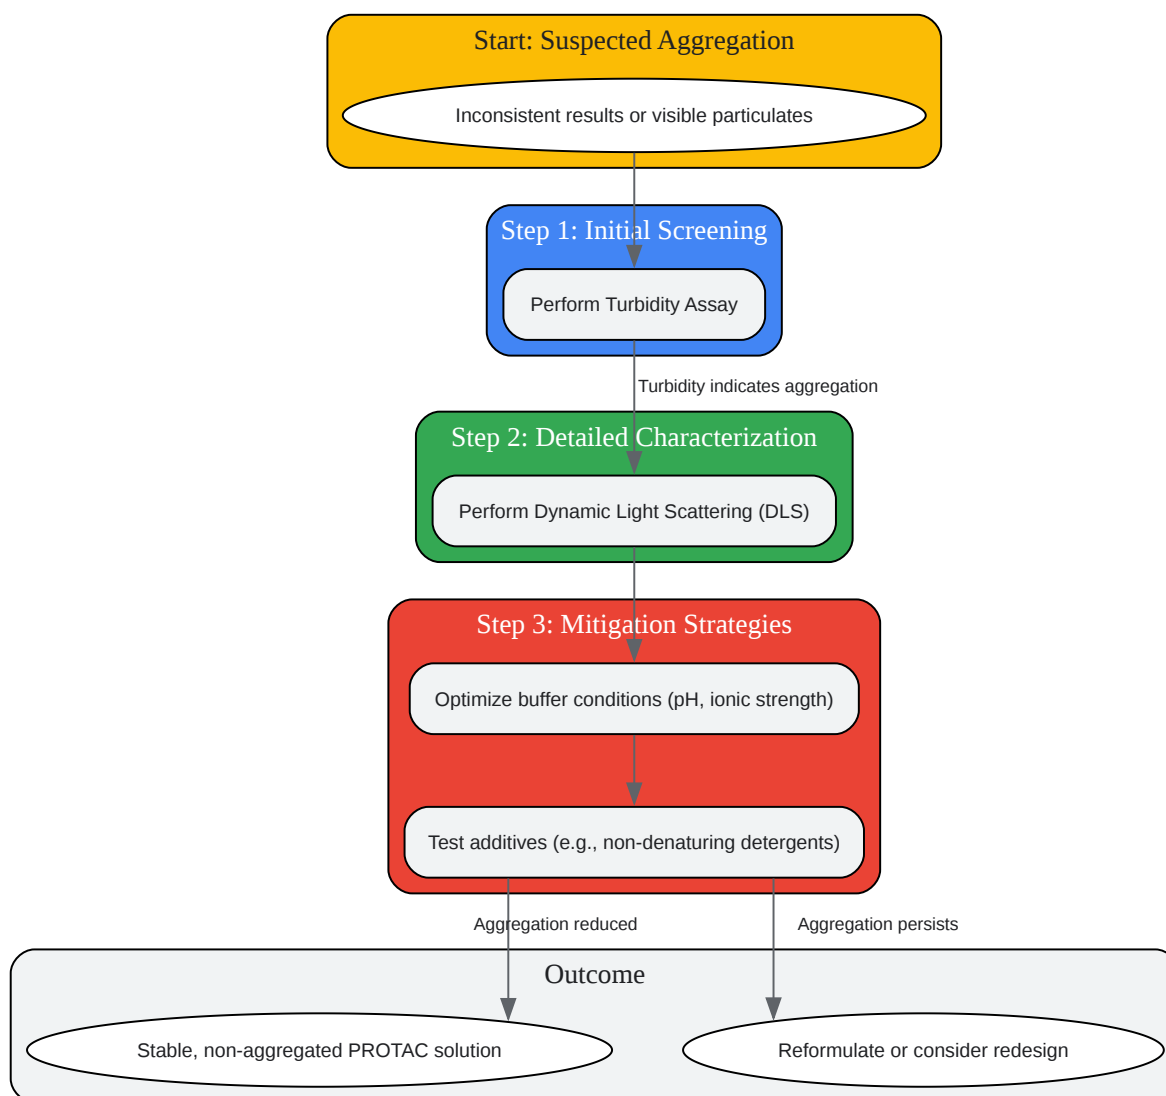 Start: Suspected Aggregation
Inconsistent results or visible particulates
Step 1: Initial Screening
Perform Turbidity Assay
Turbidity indicates aggregation
Step 2: Detailed Characterization
Perform Dynamic Light Scattering (DLS)
Step 3: Mitigation Strategies
Optimize buffer conditions (pH, ionic strength)
Test additives (e.g., non-denaturing detergents)
Aggregation reduced
Aggregation persists
Outcome
Stable, non-aggregated PROTAC solution
Reformulate or consider redesign